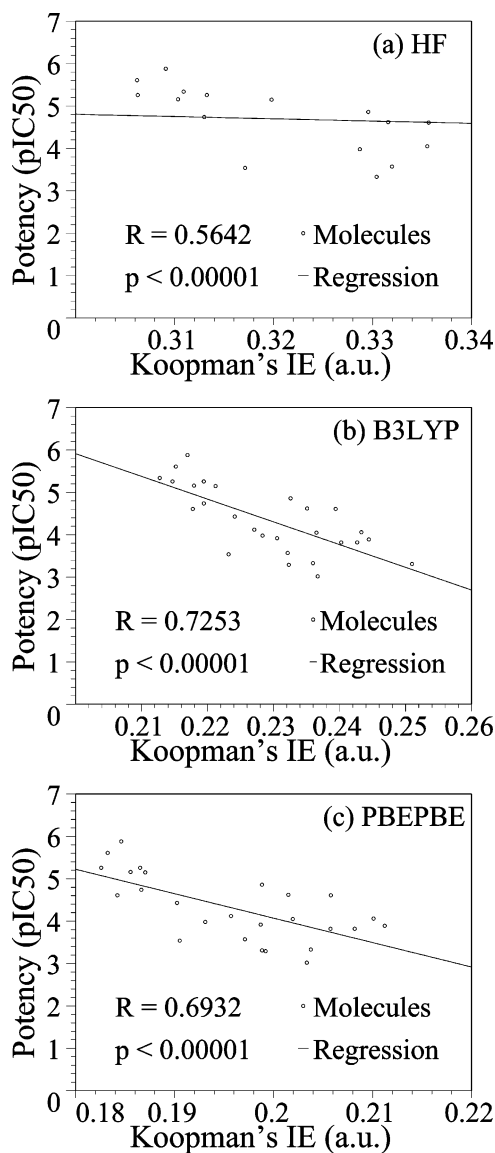 (a) HF
Potency (pIC50)
7
6
5
4
3
2
1
0
R = 0.5642
p < 0.00001
Molecules
Regression
0.31 0.32 0.33 0.34
Koopman's IE (a.u.)
(b) B3LYP
Potency (pIC50)
7
6
5
4
3
2
1
0
R = 0.7253
p < 0.00001
Molecules
Regression
0.21 0.22 0.23 0.24 0.25 0.26
Koopman's IE (a.u.)
(c) PBEPBE
Potency (pIC50)
7
6
5
4
3
2
1
0
R = 0.6932
p < 0.00001
Molecules
Regression
0.18 0.19 0.2 0.21 0.22
Koopman's IE (a.u.)